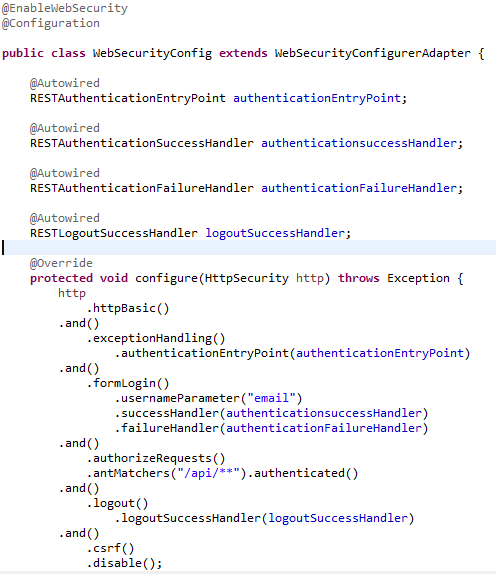 @EnableWebSecurity
@Configuration
public class WebSecurityConfig extends WebSecurityConfigurerAdapter {
@Autowired
RESTAuthenticationEntryPoint authenticationEntryPoint;
@Autowired
RESTAuthenticationSuccessHandler authenticationsuccessHandler;
@Autowired
RESTAuthenticationFailureHandler authenticationFailureHandler;
@Autowired
RESTLogoutSuccessHandler logoutSuccessHandler;
@Override
protected void configure(HttpSecurity http) throws Exception {
http
.httpBasic()
.and()
.exceptionHandling()
.authenticationEntryPoint(authenticationEntryPoint)
.and()
.formLogin()
.usernameParameter("email")
.successHandler(authenticationsuccessHandler)
.failureHandler(authenticationFailureHandler)
.and()
.authorizeRequests()
.antMatchers("/api/**").authenticated()
.and()
.logout()
.logoutSuccessHandler(logoutSuccessHandler)
.and()
.csrf()
.disable();